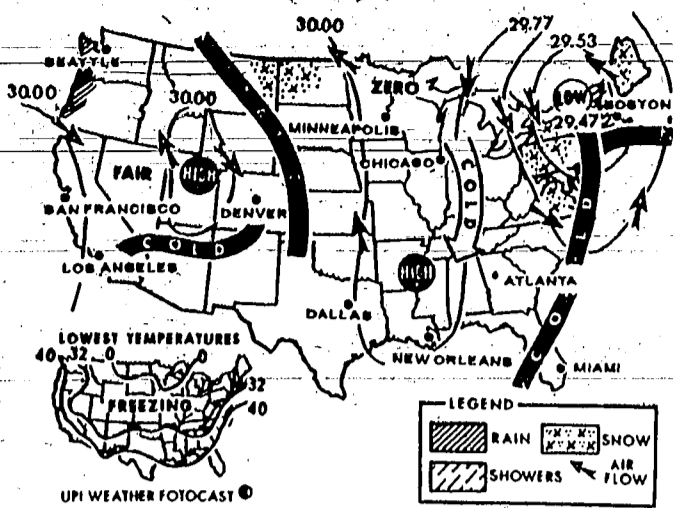 30.00
29.77
29.53
SEATTLE
30.00
30.00
ZERO
LOW
BOSTON
29.47
MINNEAPOLIS
CHICAGO
FAIR
HIGH
COLD
SAN FRANCISCO
DENVER
COLD
LOS ANGELES
HIGH
ATLANTA
COLD
DALLAS
NEW ORLEANS
MIAMI
LOWEST TEMPERATURES
40 32 0 0
32
FREEZING
40
LEGEND
RAIN SNOW
SHOWERS AIR FLOW
UPI WEATHER FOTOCAST